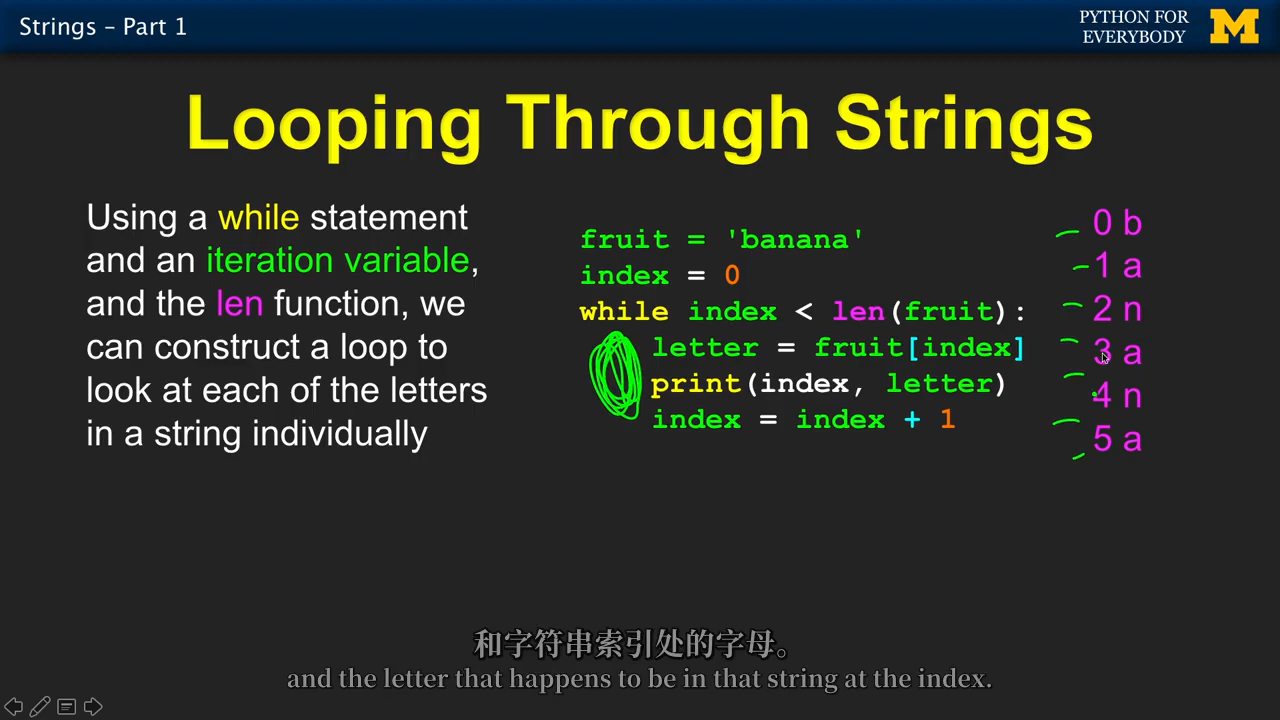 Strings – Part 1
PYTHON FOR
EVERYBODY
M
Looping Through Strings
Using a while statement
and an iteration variable,
and the len function, we
can construct a loop to
look at each of the letters
in a string individually
fruit = 'banana'
index = 0
while index < len(fruit):
    letter = fruit[index]
    print(index, letter)
    index = index + 1
0 b
1 a
2 n
3 a
4 n
5 a
和字符串索引处的字母。
and the letter that happens to be in that string at the index.